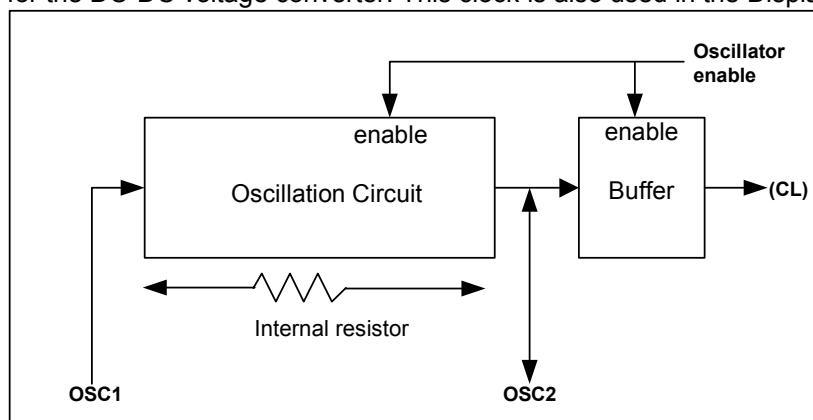 for the DC-DC voltage converter. This clock is also used in the Displa
Oscillator
enable
enable
enable
Oscillation Circuit
Buffer
(CL)
Internal resistor
OSC1
OSC2